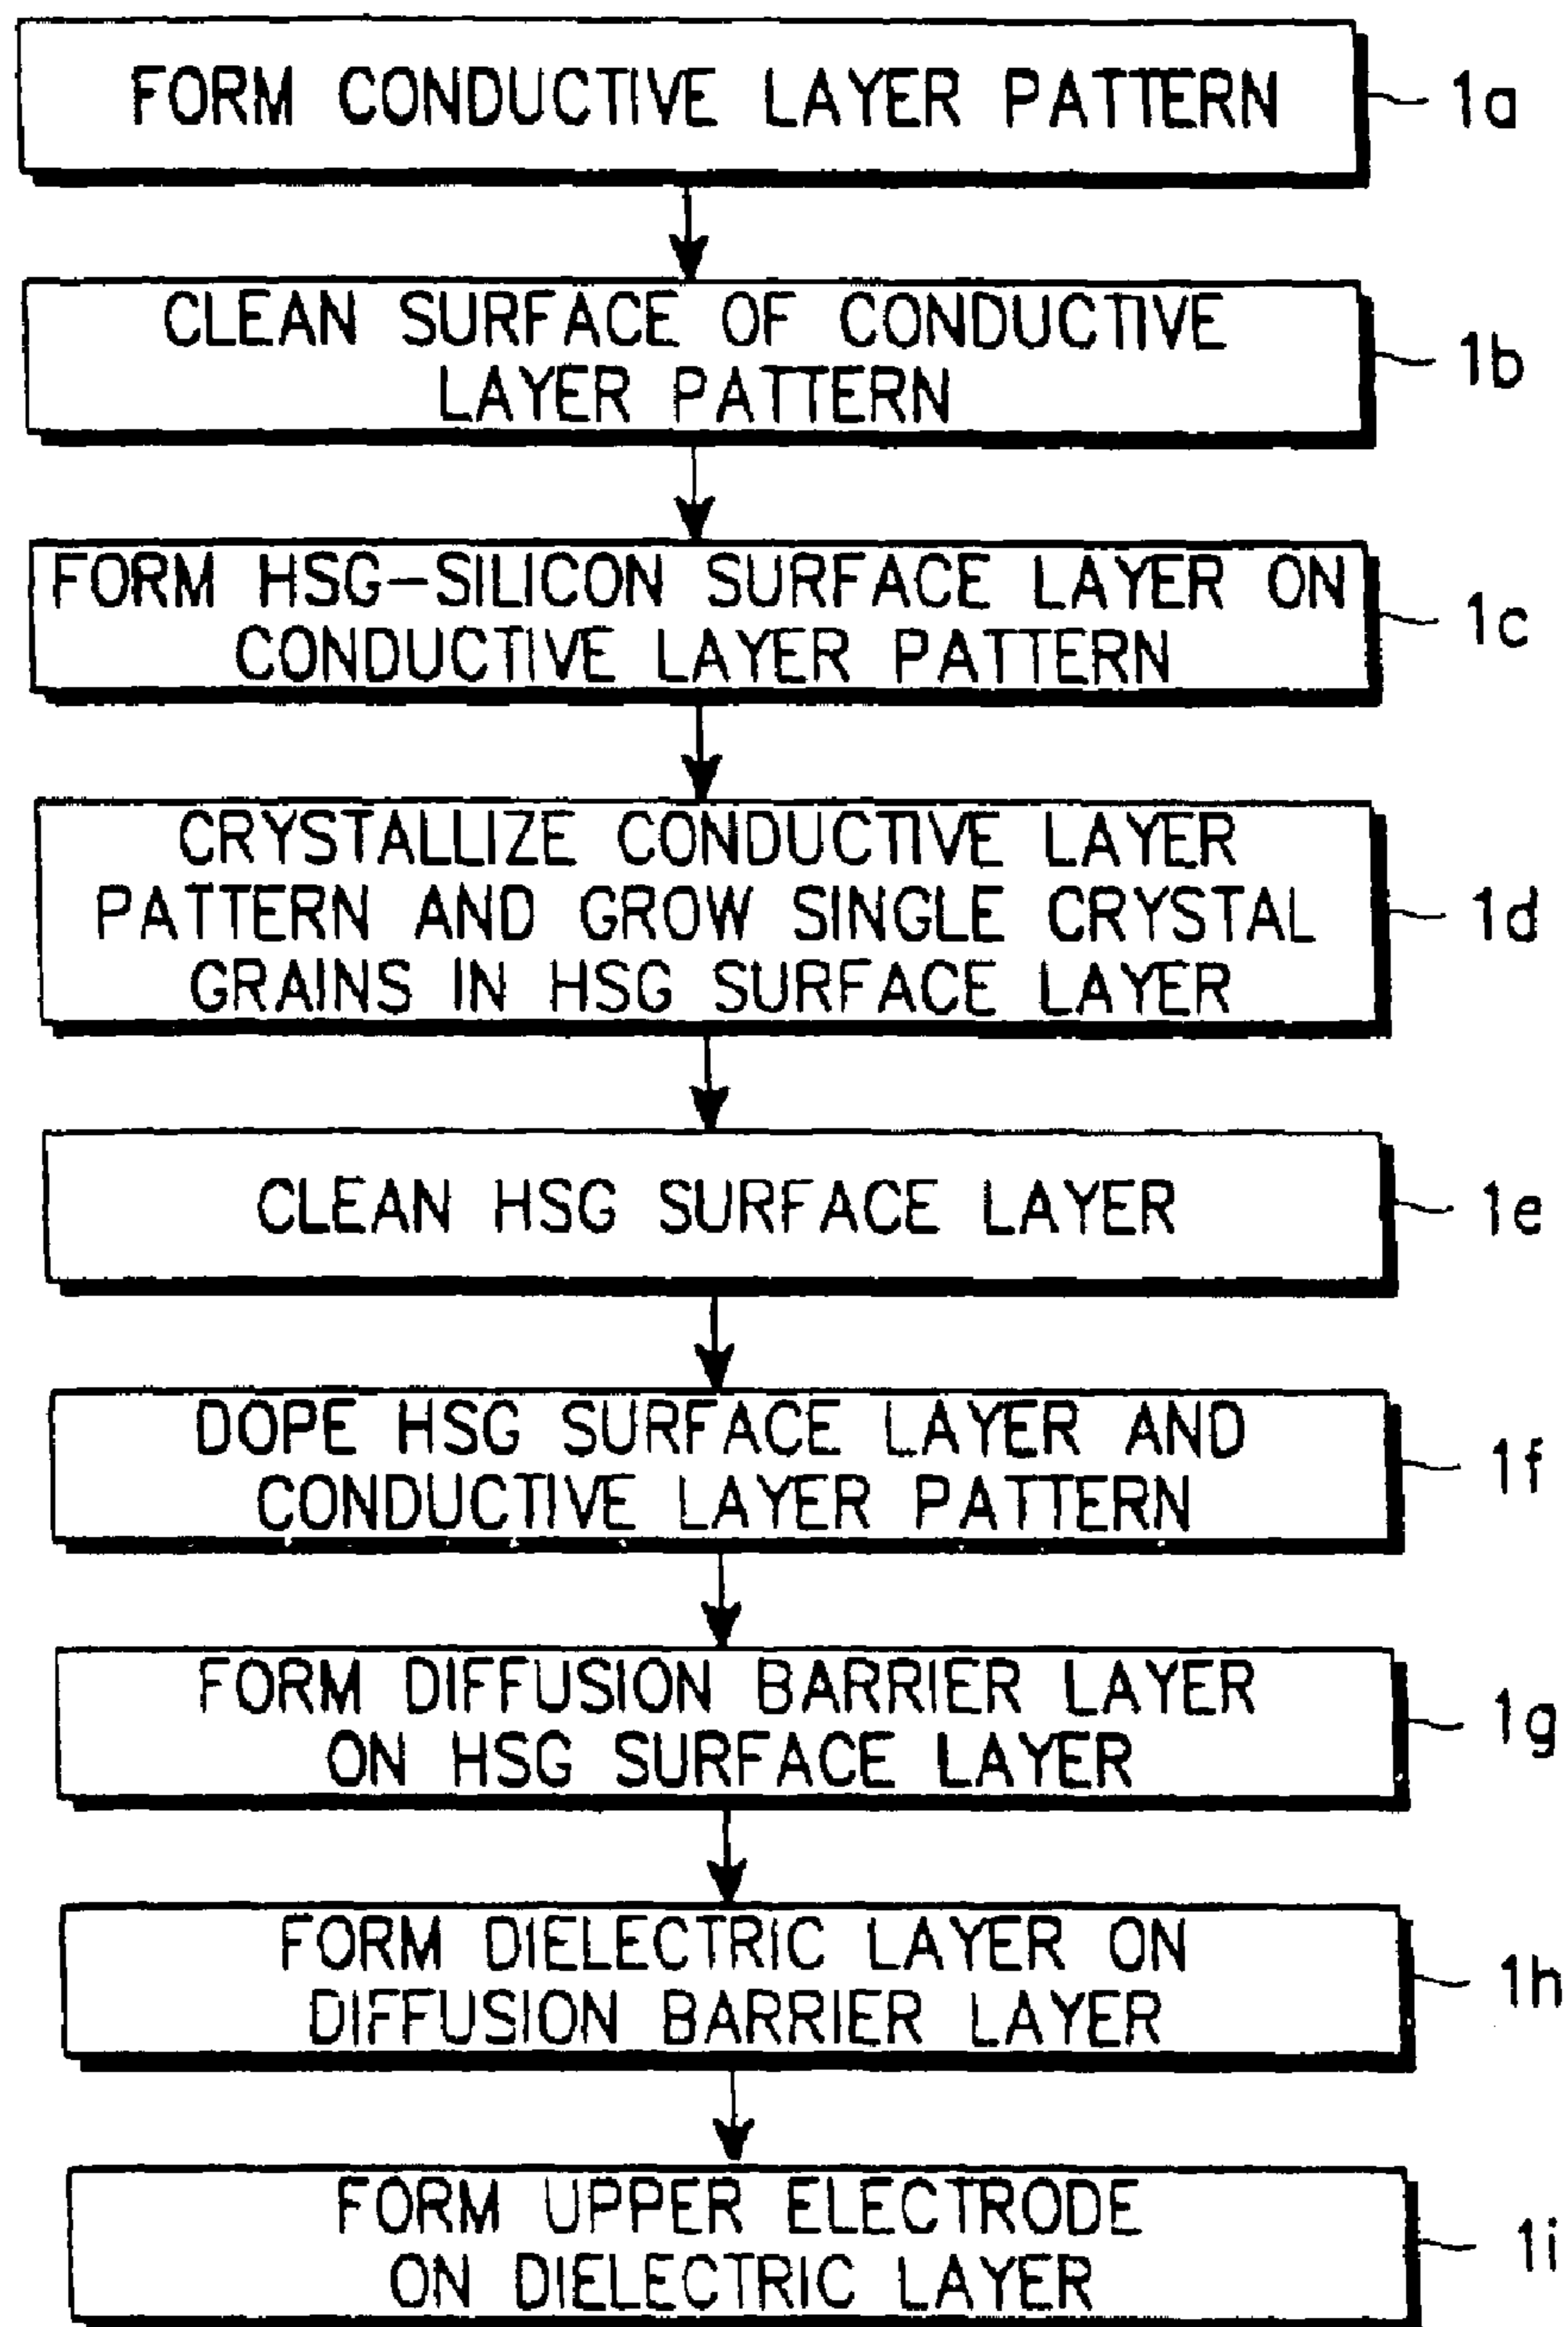 FORM CONDUCTIVE LAYER PATTERN
1a
CLEAN SURFACE OF CONDUCTIVE
LAYER PATTERN
1b
FORM HSG-SILICON SURFACE LAYER ON
CONDUCTIVE LAYER PATTERN
1c
CRYSTALLIZE CONDUCTIVE LAYER
PATTERN AND GROW SINGLE CRYSTAL
GRAINS IN HSG SURFACE LAYER
1d
CLEAN HSG SURFACE LAYER
1e
DOPE HSG SURFACE LAYER AND
CONDUCTIVE LAYER PATTERN
1f
FORM DIFFUSION BARRIER LAYER
ON HSG SURFACE LAYER
1g
FORM DIELECTRIC LAYER ON
DIFFUSION BARRIER LAYER
1h
FORM UPPER ELECTRODE
ON DIELECTRIC LAYER
1i